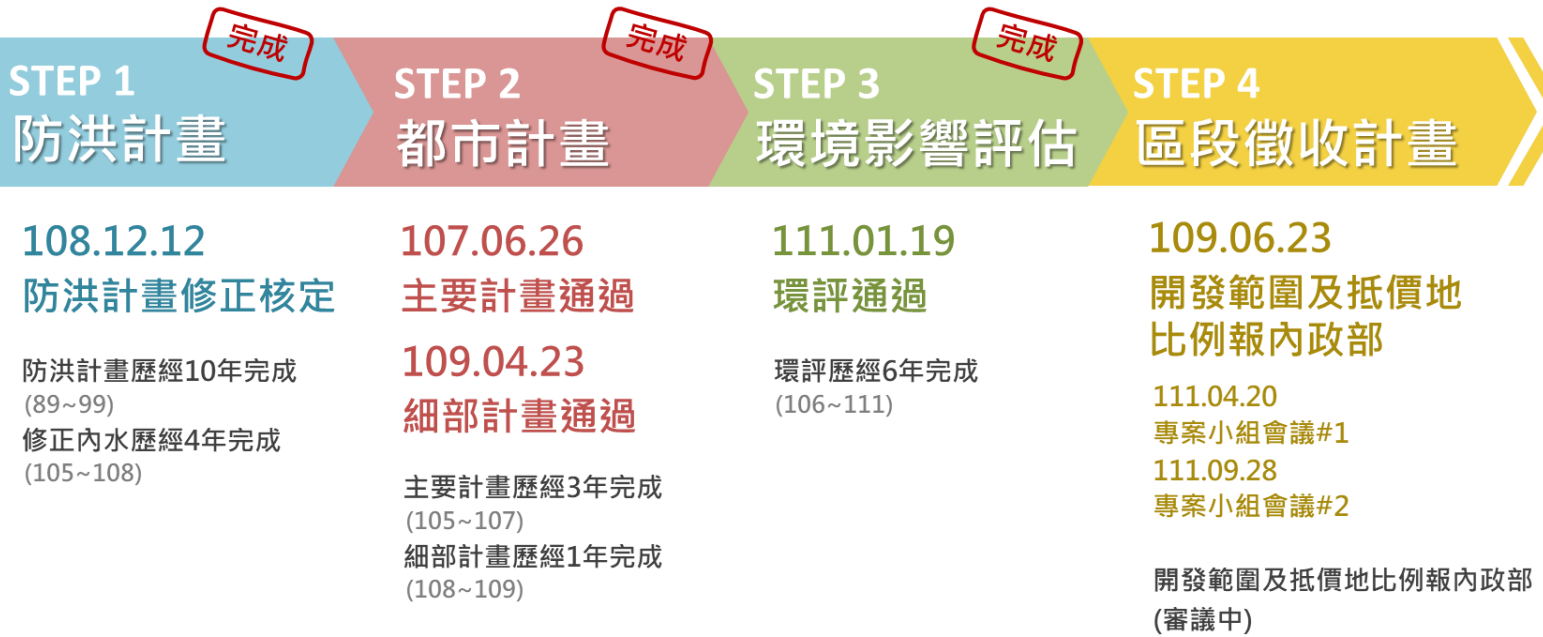 完成
STEP 1
防洪計畫
108.12.12
防洪計畫修正核定
防洪計畫歷經10年完成
(89~99)
修正內水歷經4年完成
(105~108)
完成
STEP 2
都市計畫
107.06.26
主要計畫通過
109.04.23
細部計畫通過
主要計畫歷經3年完成
(105~107)
細部計畫歷經1年完成
(108~109)
完成
STEP 3
環境影響評估
111.01.19
環評通過
環評歷經6年完成
(106~111)
STEP 4
區段徵收計畫
109.06.23
開發範圍及抵價地
比例報內政部
111.04.20
專案小組會議#1
111.09.28
專案小組會議#2
開發範圍及抵價地比例報內政部
(審議中)